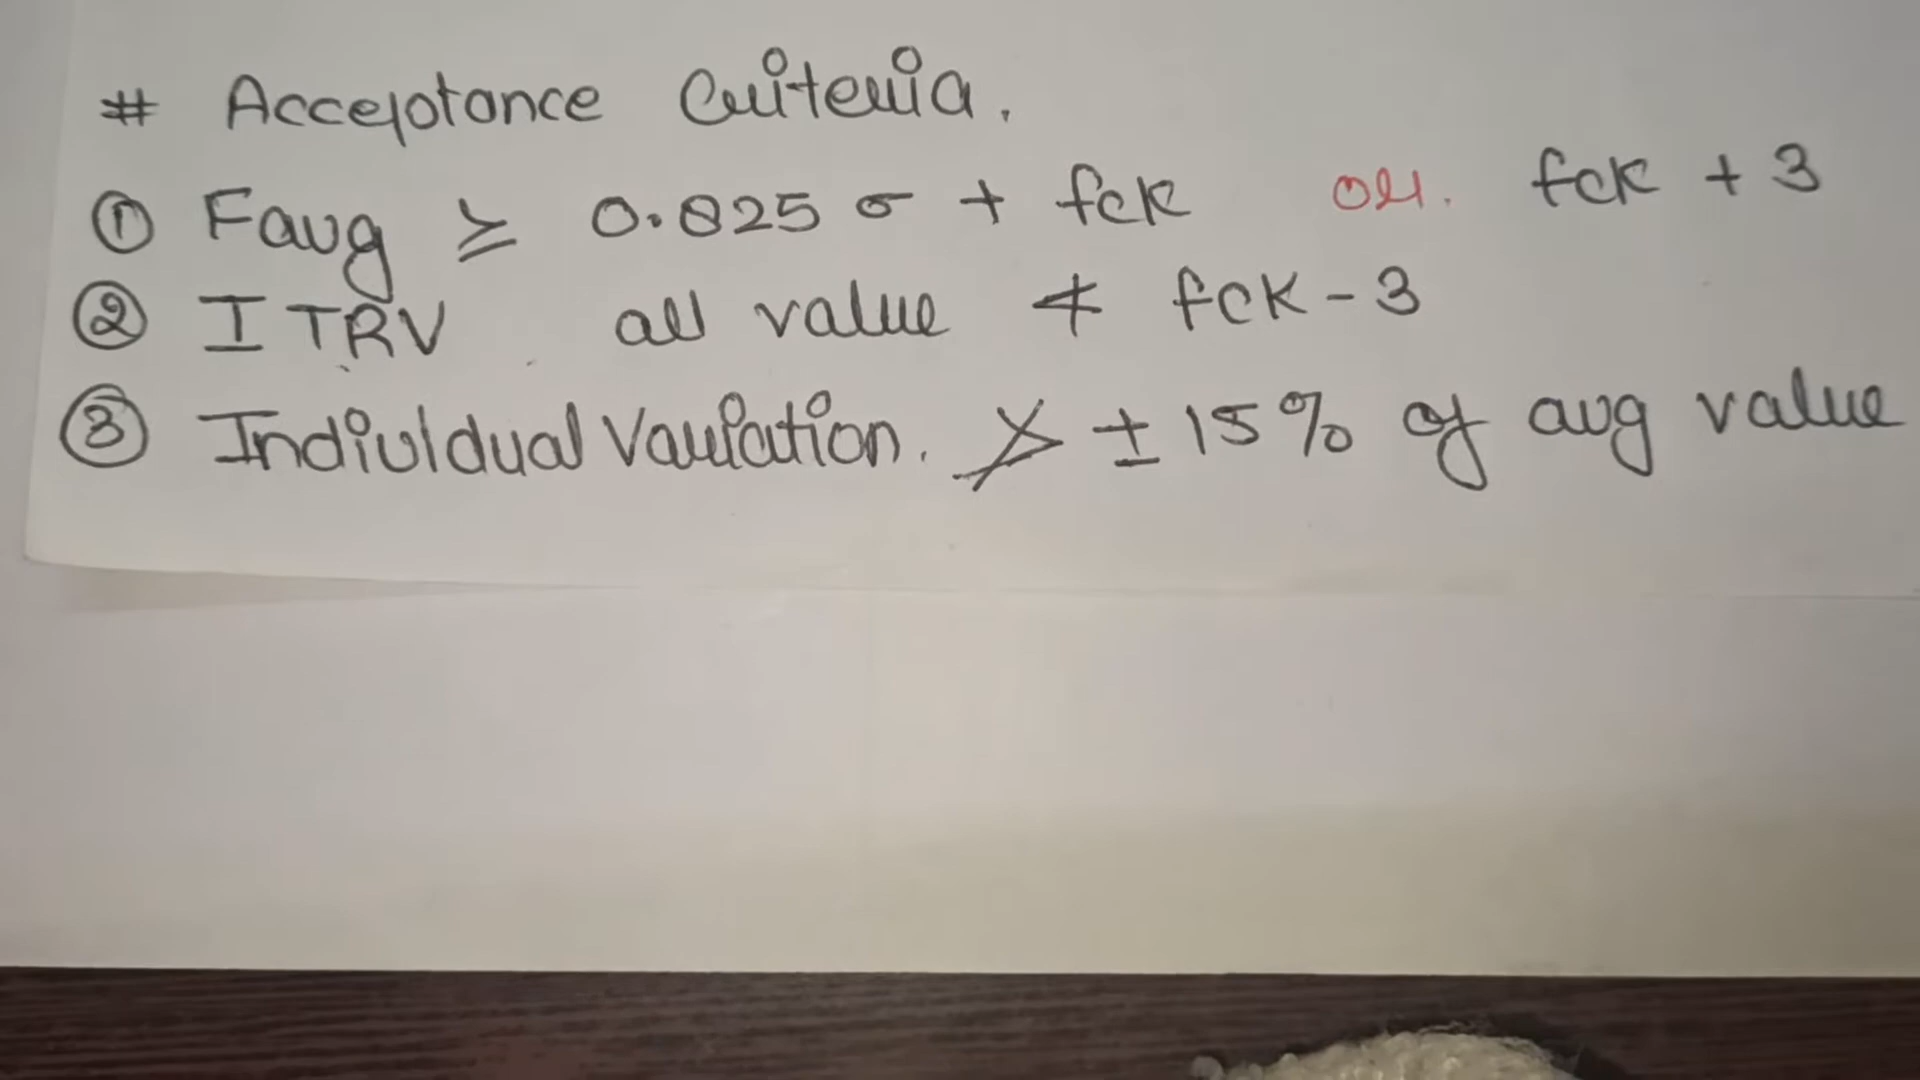 # Acceptance Criteria.
① Favg ≥ 0.825 σ + fck or. fck + 3
② ITRV all value ≮ fck - 3
③ Individual Variation. ≯ ± 15% of avg value